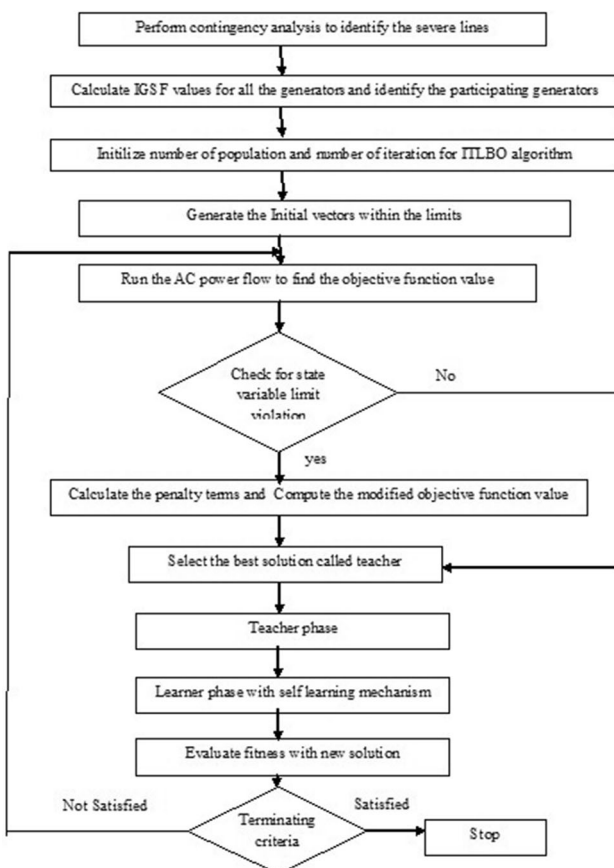 Perform contingency analysis to identify the severe lines
Calculate IGSF values for all the generators and identify the participating generators
Initilize number of population and number of iteration for ITLBO algorithm
Generate the Initial vectors within the limits
Run the AC power flow to find the objective function value
Check for state
variable limit
violation
No
yes
Calculate the penalty terms and Compute the modified objective function value
Select the best solution called teacher
Teacher phase
Learner phase with self learning mechanism
Evaluate fitness with new solution
Not Satisfied
Satisfied
Terminating
criteria
Stop